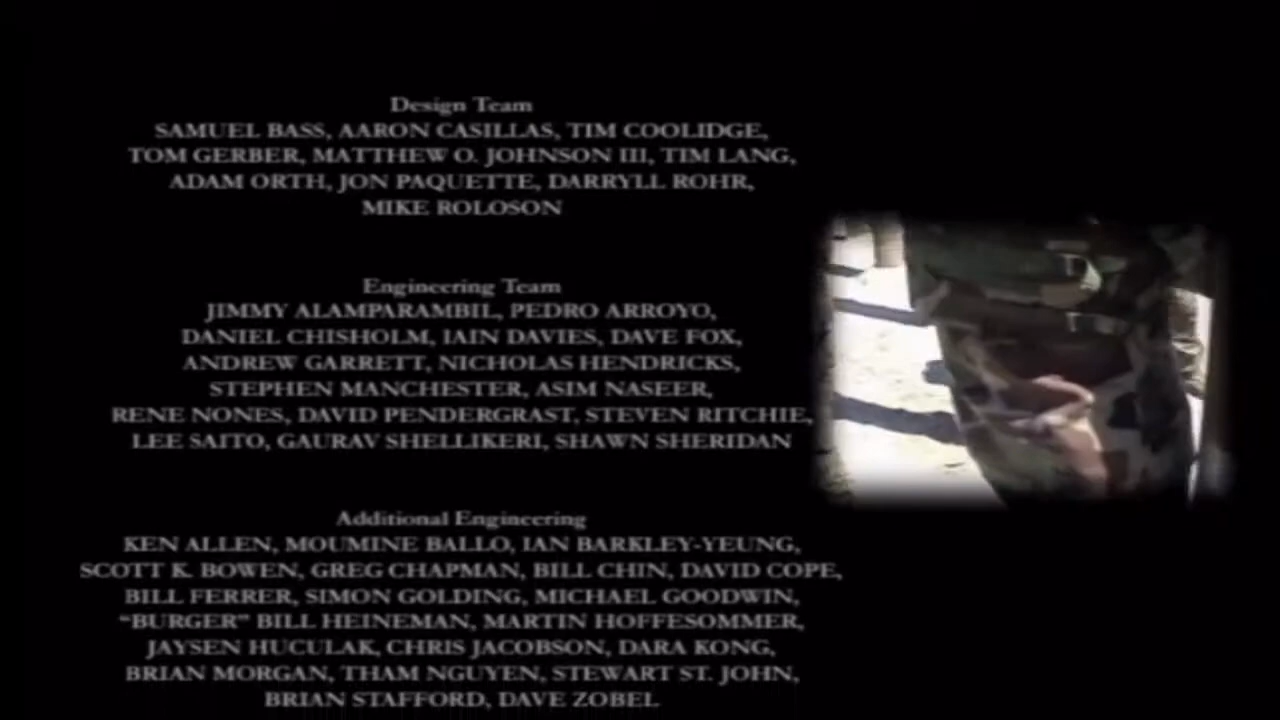 Design Team
SAMUEL BASS, AARON CASILLAS, TIM COOLIDGE,
TOM GERBER, MATTHEW O. JOHNSON III, TIM LANG,
ADAM ORTH, JON PAQUETTE, DARRYLL ROHR,
MIKE ROLOSON
Engineering Team
JIMMY ALAMPARAMBIL, PEDRO ARROYO,
DANIEL CHISHOLM, IAIN DAVIES, DAVE FOX,
ANDREW GARRETT, NICHOLAS HENDRICKS,
STEPHEN MANCHESTER, ASIM NASEER,
RENE NONES, DAVID PENDERGRAST, STEVEN RITCHIE,
LEE SAITO, GAURAV SHELLIKERI, SHAWN SHERIDAN
Additional Engineering
KEN ALLEN, MOUMINE BALLO, IAN BARKLEY-YEUNG,
SCOTT K. BOWEN, GREG CHAPMAN, BILL CHIN, DAVID COPE,
BILL FERRER, SIMON GOLDING, MICHAEL GOODWIN,
“BURGER” BILL HEINEMAN, MARTIN HOFFESOMMER,
JAYSEN HUCULAK, CHRIS JACOBSON, DARA KONG,
BRIAN MORGAN, THAM NGUYEN, STEWART ST. JOHN,
BRIAN STAFFORD, DAVE ZOBEL